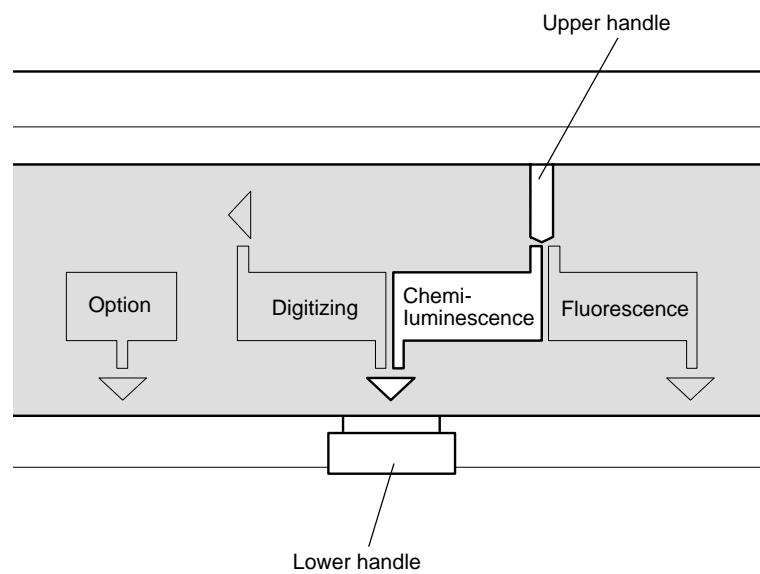 Upper handle
Option
Digitizing
Chemi-
luminescence
Fluorescence
Lower handle